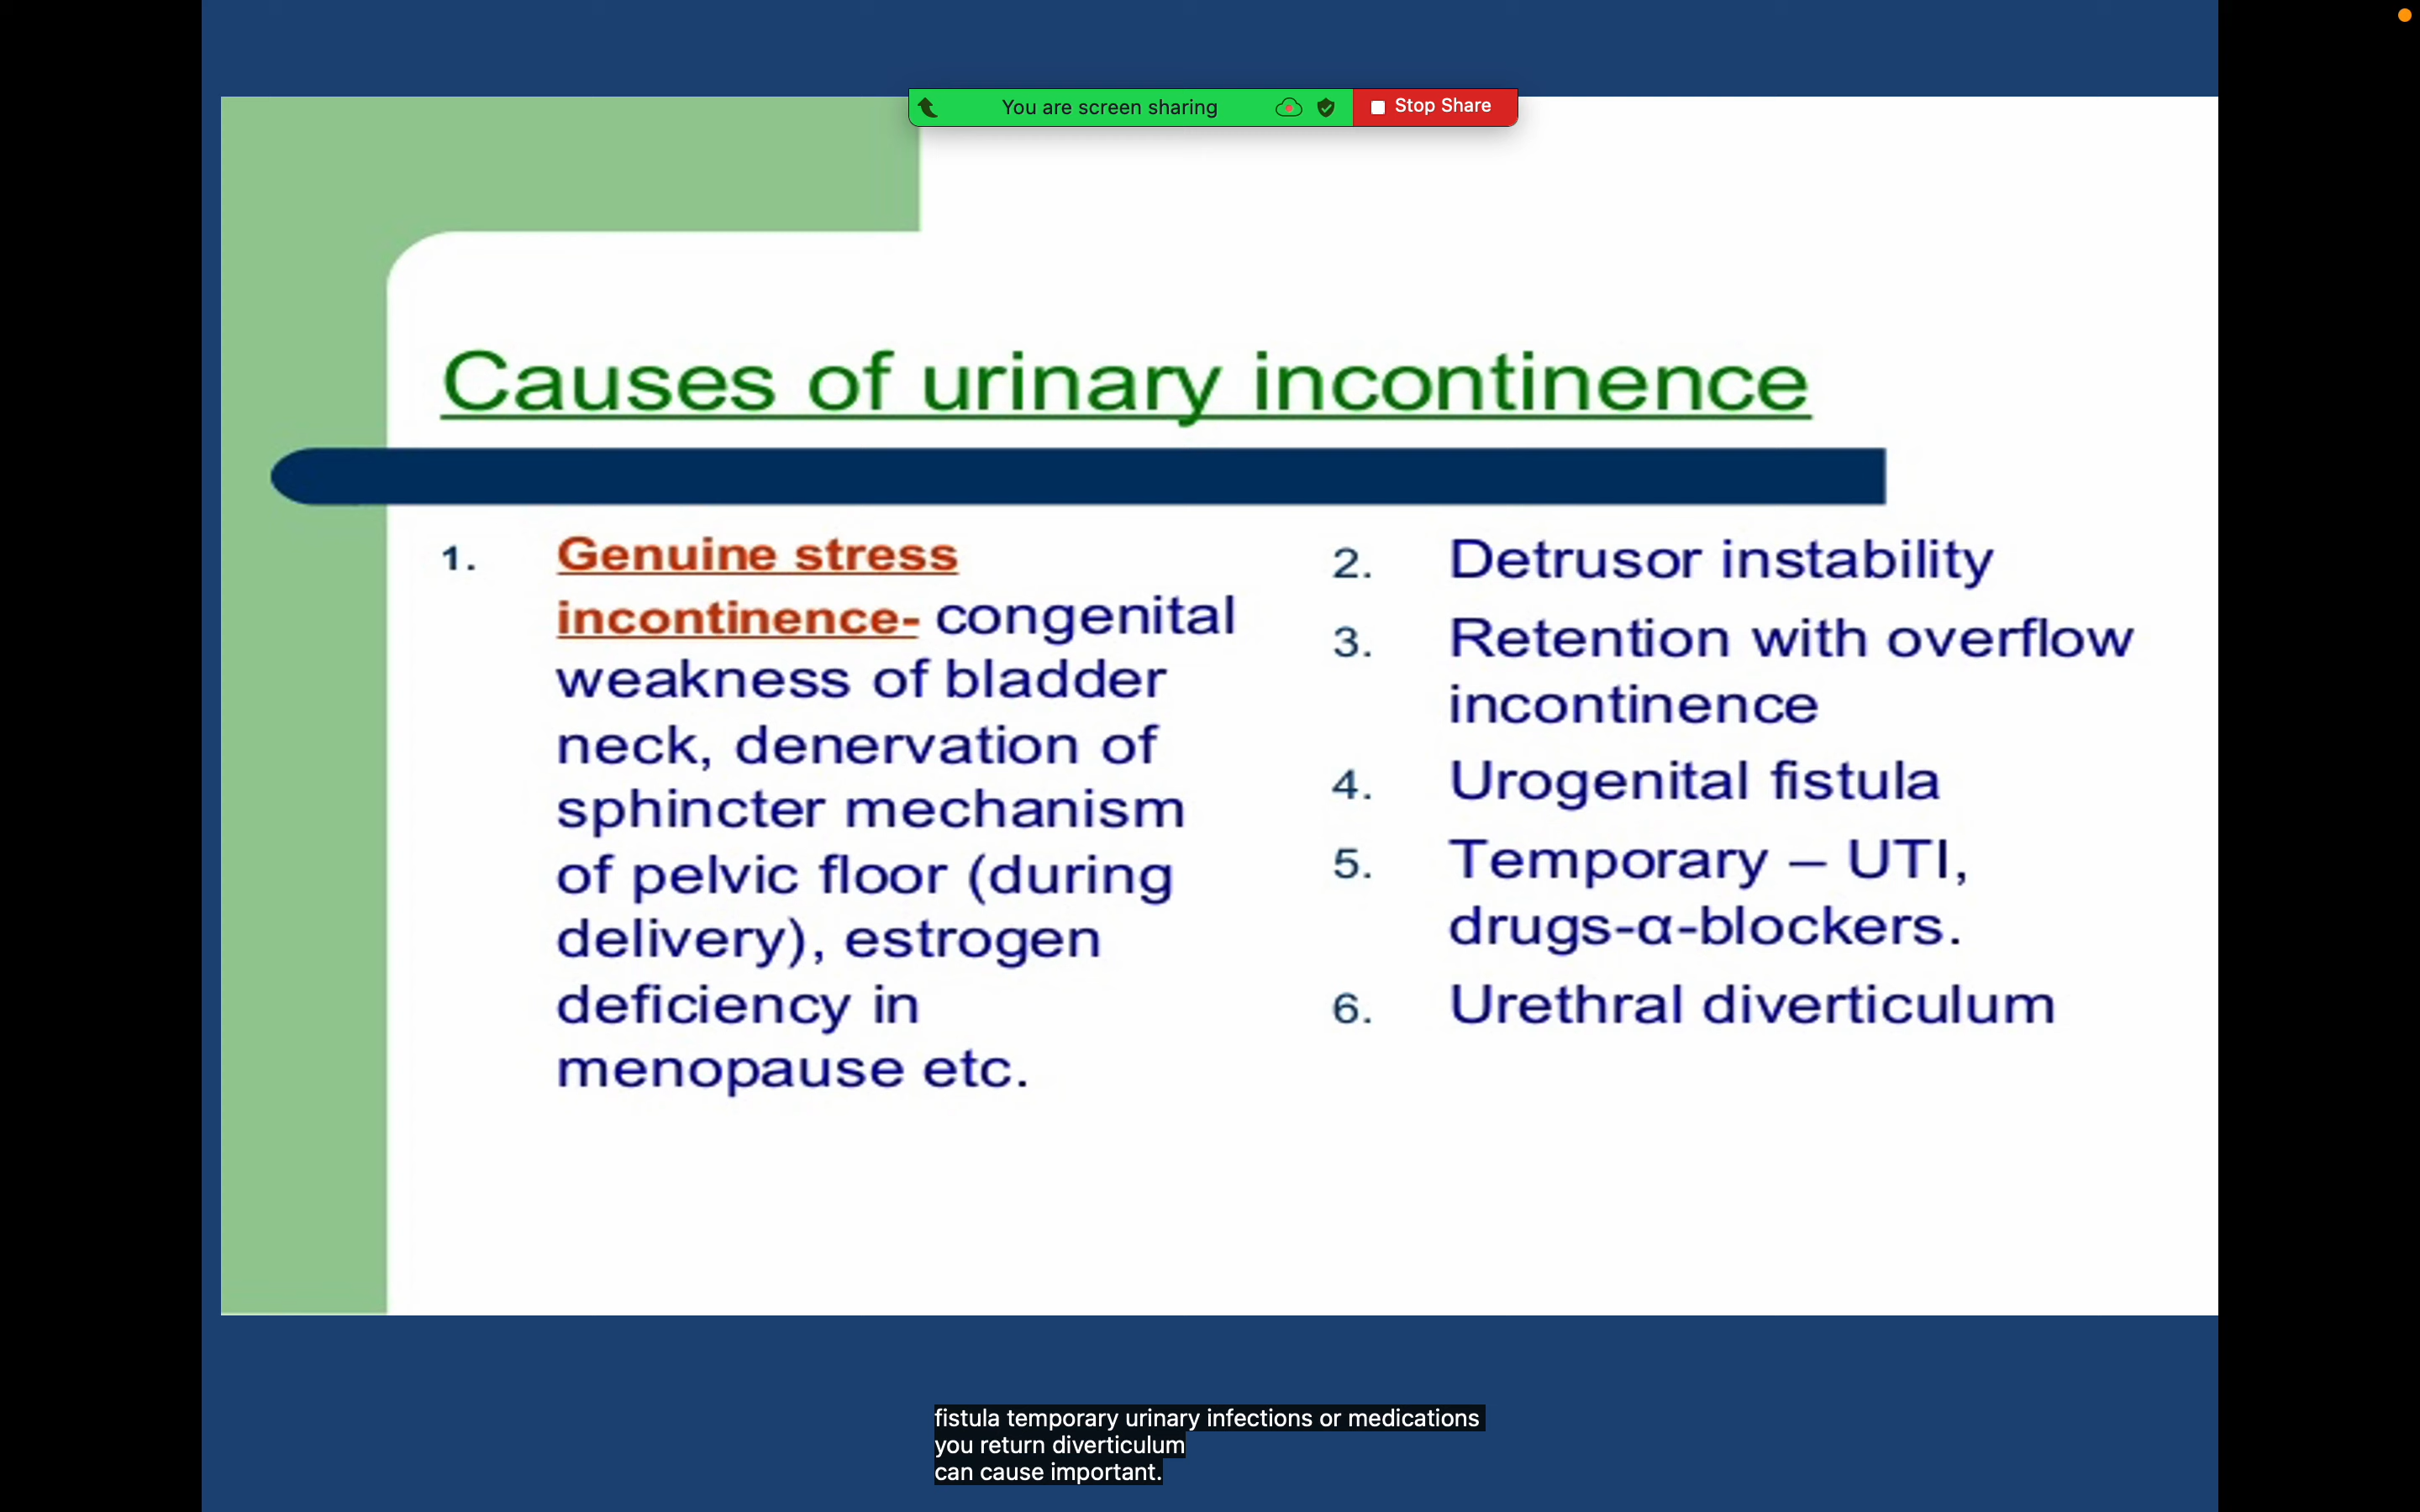 You are screen sharing
Stop Share
Causes of urinary incontinence
1. Genuine stress
incontinence- congenital
weakness of bladder
neck, denervation of
sphincter mechanism
of pelvic floor (during
delivery), estrogen
deficiency in
menopause etc.
2. Detrusor instability
3. Retention with overflow
incontinence
4. Urogenital fistula
5. Temporary – UTI,
drugs-α-blockers.
6. Urethral diverticulum
fistula temporary urinary infections or medications
you return diverticulum
can cause important.